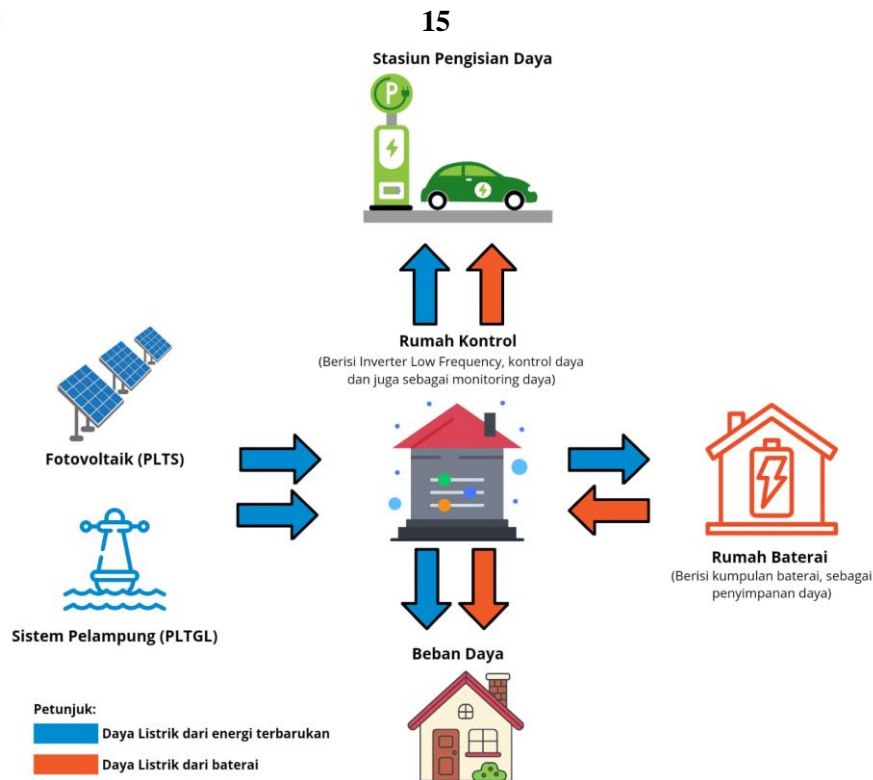 15
Stasiun Pengisian Daya
P
Rumah Kontrol
(Berisi Inverter Low Frequency, kontrol daya
dan juga sebagai monitoring daya)
Fotovoltaik (PLTS)
Sistem Pelampung (PLTGL)
Rumah Baterai
(Berisi kumpulan baterai, sebagai
penyimpanan daya)
Beban Daya
Petunjuk:
Daya Listrik dari energi terbarukan
Daya Listrik dari baterai